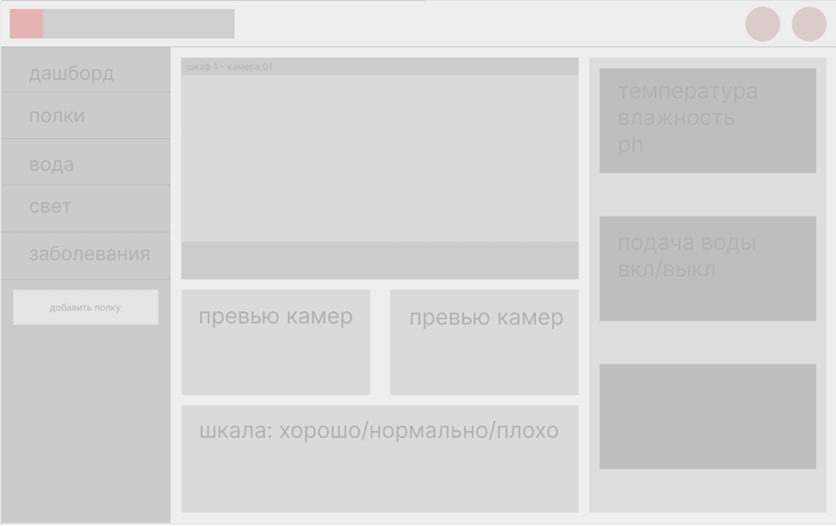 дашборд
полки
вода
свет
заболевания
добавить полку
шкаф 1 - камера 01
превью камер
превью камер
шкала: хорошо/нормально/плохо
температура
влажность
ph
подача воды
вкл/выкл